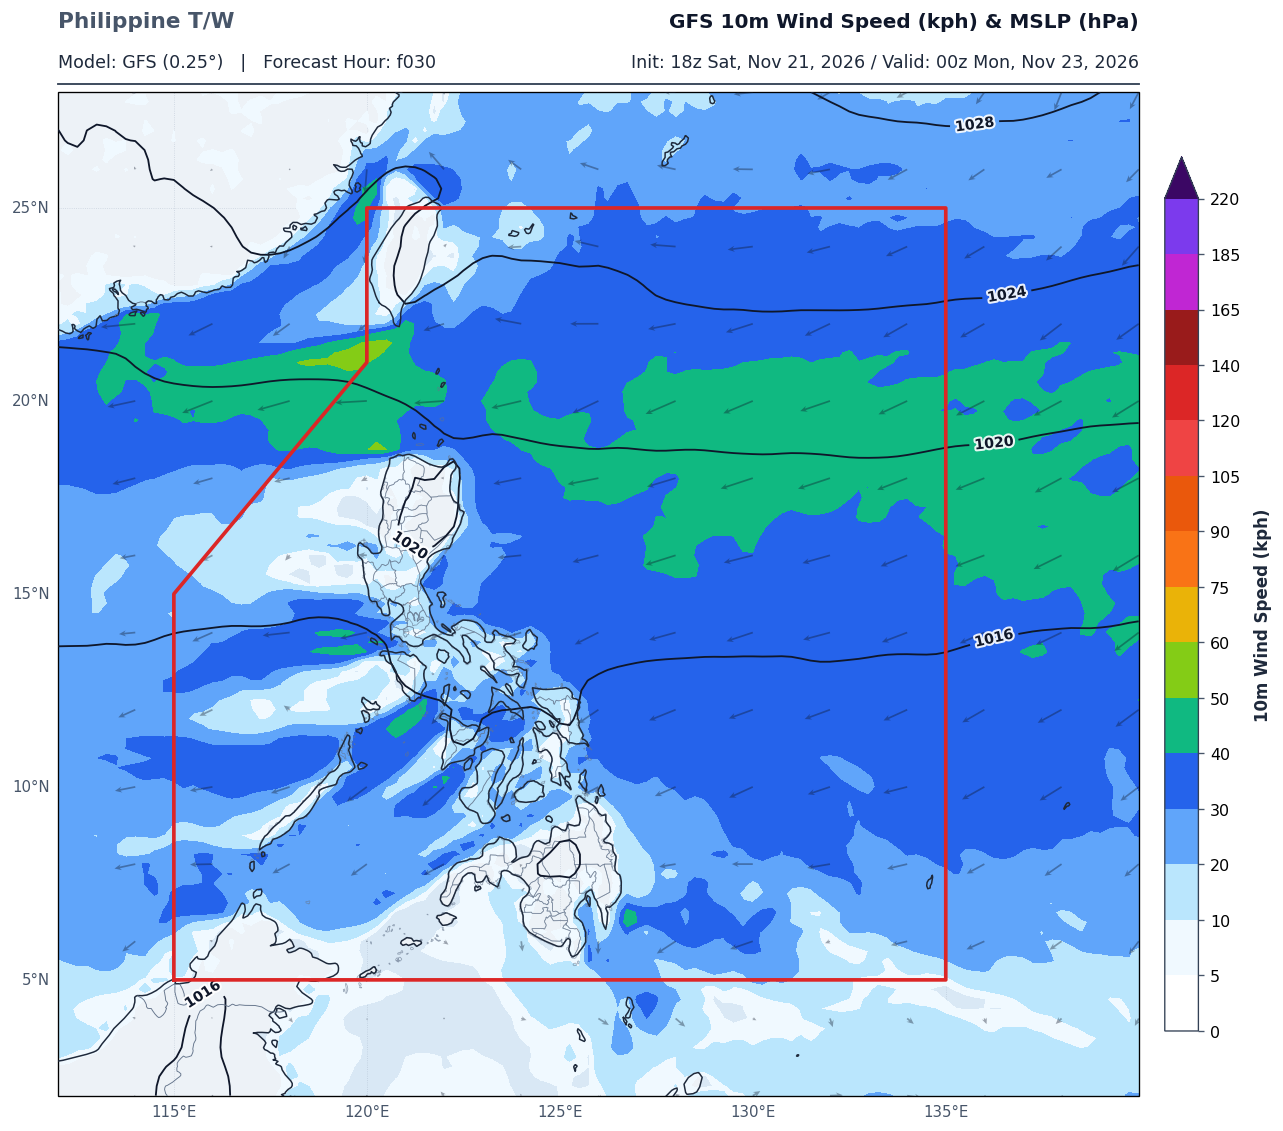 Philippine T/W
GFS 10m Wind Speed (kph) & MSLP (hPa)
Model: GFS (0.25°)   |   Forecast Hour: f030
Init: 18z Sat, Nov 21, 2026 / Valid: 00z Mon, Nov 23, 2026
1028
1024
1020
1020
1016
1016
25°N
20°N
15°N
10°N
5°N
115°E
120°E
125°E
130°E
135°E
220
185
165
140
120
105
90
75
60
50
40
30
20
10
5
0
10m Wind Speed (kph)